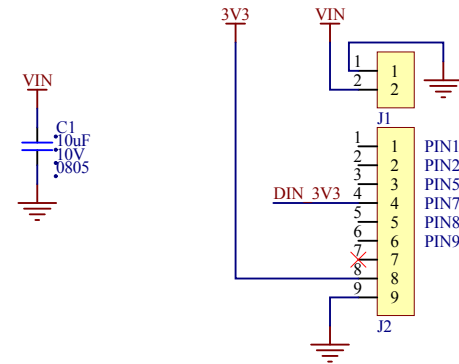 3V3
VIN
1 1
2 2
J1
VIN
C1
10uF
10V
0805
1 1 PIN1
2 2 PIN2
3 3 PIN5
DIN_3V3 4 4 PIN7
5 5 PIN8
6 6 PIN9
7 7
8 8
9 9
J2